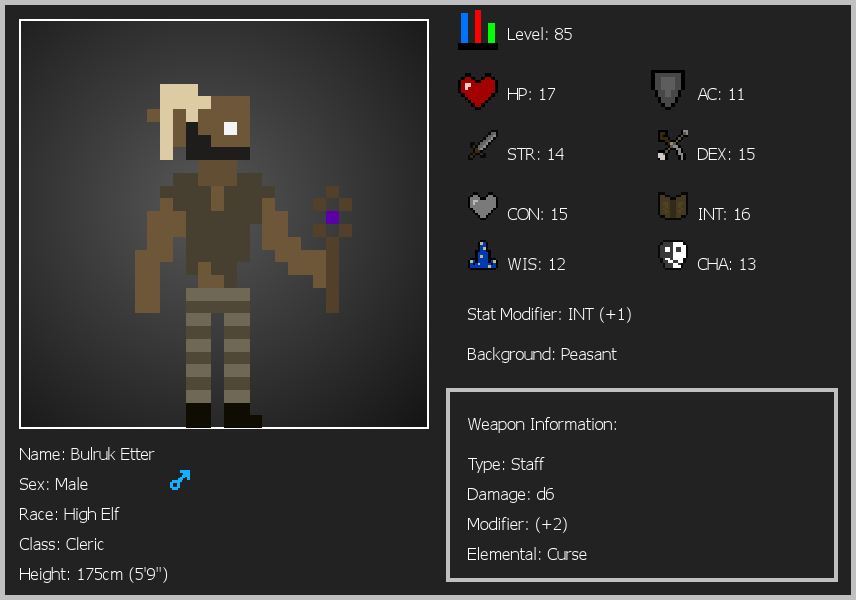 Level: 85
HP: 17
AC: 11
STR: 14
DEX: 15
CON: 15
INT: 16
WIS: 12
CHA: 13
Stat Modifier: INT (+1)
Background: Peasant
Weapon Information:
Type: Staff
Damage: d6
Modifier: (+2)
Elemental: Curse
Name: Bulruk Etter
Sex: Male
Race: High Elf
Class: Cleric
Height: 175cm (5'9")